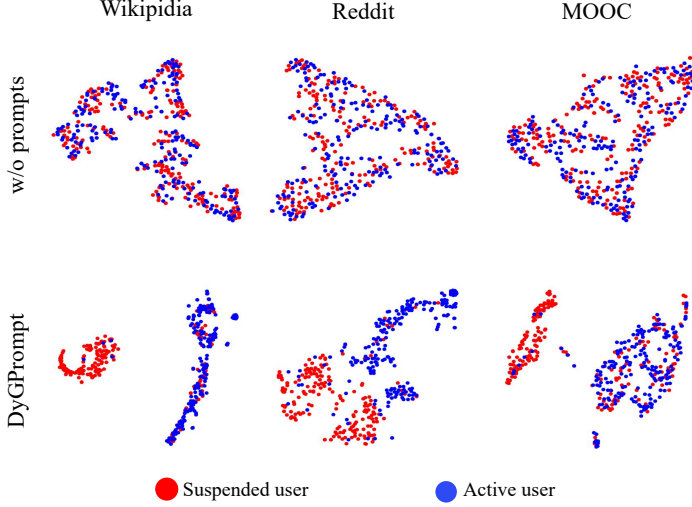 Wikipidia Reddit MOOC
w/o prompts
DyGPrompt
Suspended user Active user